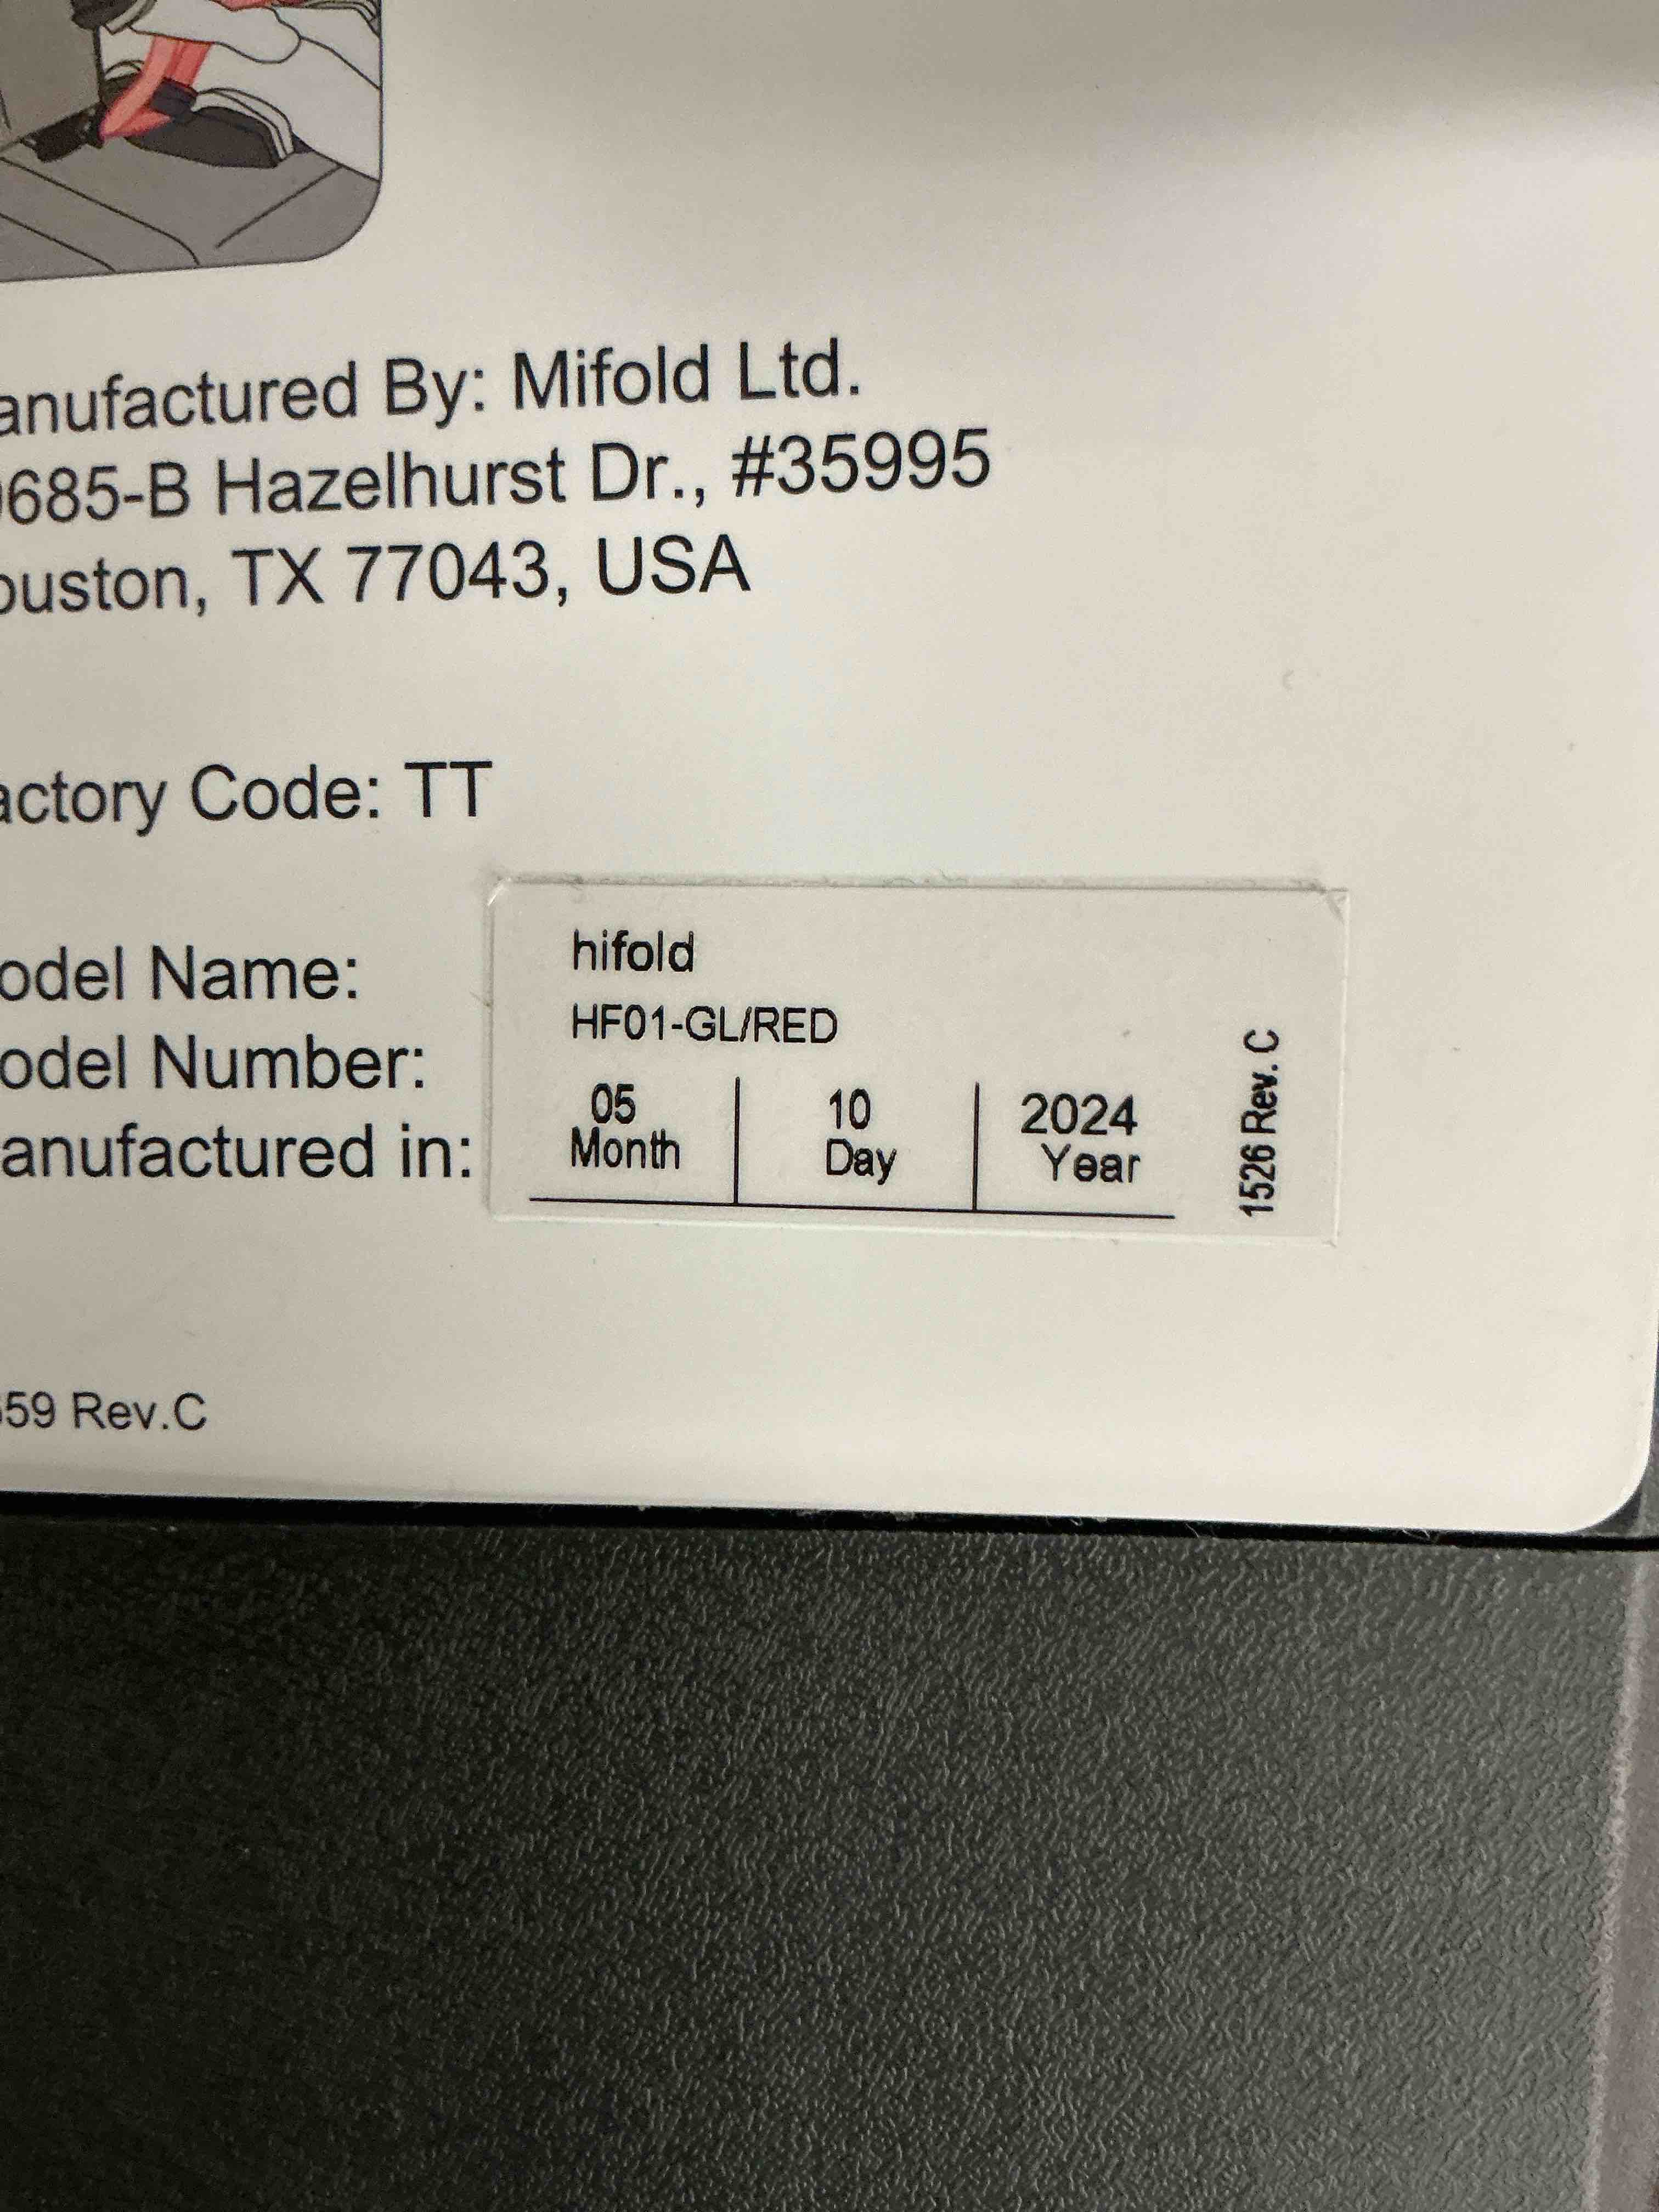 anufactured By: Mifold Ltd.
685-B Hazelhurst Dr., #35995
ouston, TX 77043, USA
actory Code: TT
odel Name: hifold
odel Number: HF01-GL/RED
anufactured in: 05 Month 10 Day 2024 Year
1526 Rev. C
59 Rev.C